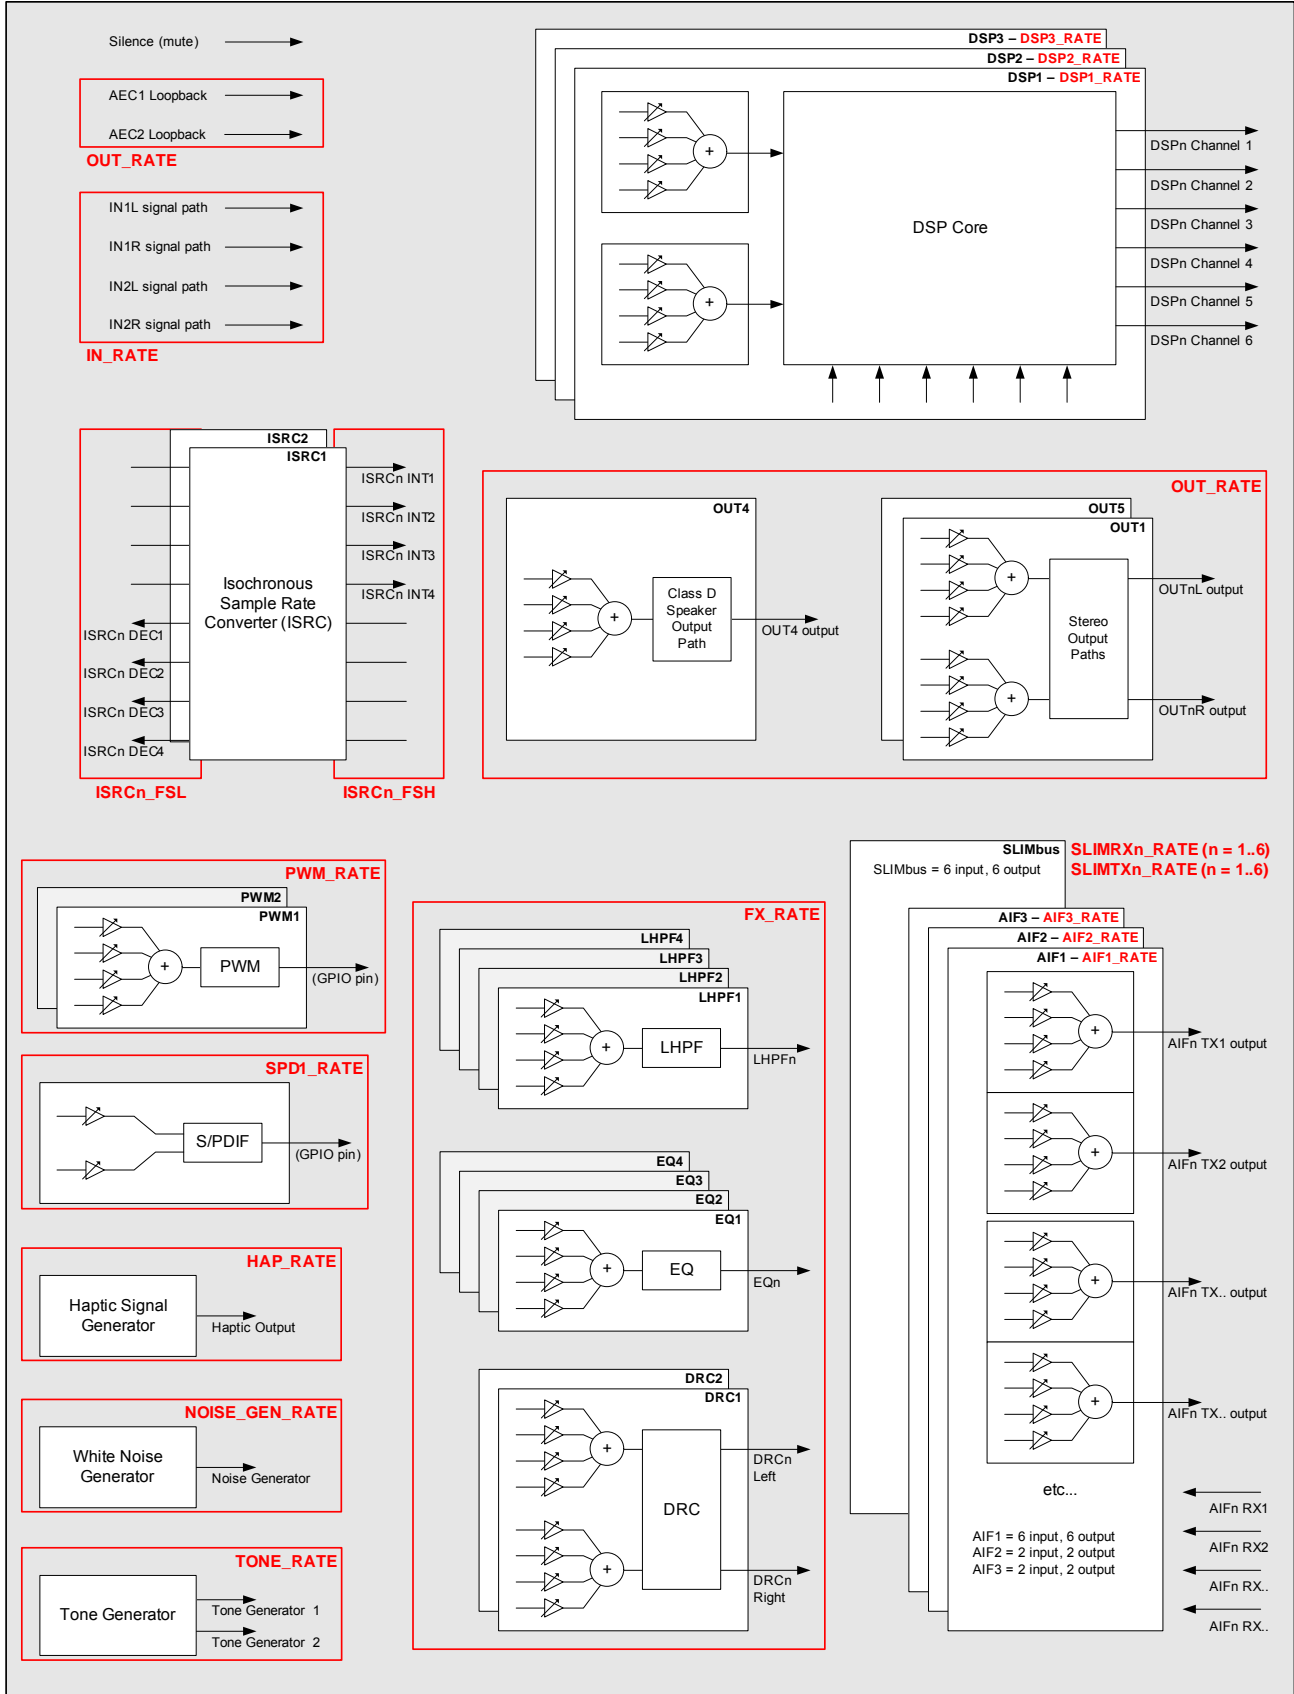 Silence (mute)
AEC1 Loopback
AEC2 Loopback
OUT_RATE
IN1L signal path
IN1R signal path
IN2L signal path
IN2R signal path
IN_RATE
DSP3 – DSP3_RATE
DSP2 – DSP2_RATE
DSP1 – DSP1_RATE
+
+
DSP Core
DSPn Channel 1
DSPn Channel 2
DSPn Channel 3
DSPn Channel 4
DSPn Channel 5
DSPn Channel 6
ISRC2
ISRC1
Isochronous
Sample Rate
Converter (ISRC)
ISRCn INT1
ISRCn INT2
ISRCn INT3
ISRCn INT4
ISRCn DEC1
ISRCn DEC2
ISRCn DEC3
ISRCn DEC4
ISRCn_FSL
ISRCn_FSH
OUT_RATE
OUT4
+
Class D
Speaker
Output
Path
OUT4 output
OUT5
OUT1
+
+
Stereo
Output
Paths
OUTnL output
OUTnR output
PWM_RATE
PWM2
PWM1
+
PWM
(GPIO pin)
SPD1_RATE
S/PDIF
(GPIO pin)
HAP_RATE
Haptic Signal
Generator
Haptic Output
NOISE_GEN_RATE
White Noise
Generator
Noise Generator
TONE_RATE
Tone Generator
Tone Generator 1
Tone Generator 2
FX_RATE
LHPF4
LHPF3
LHPF2
LHPF1
+
LHPF
LHPFn
EQ4
EQ3
EQ2
EQ1
+
EQ
EQn
DRC2
DRC1
+
+
DRC
DRCn
Left
DRCn
Right
SLIMbus
SLIMbus = 6 input, 6 output
SLIMRXn_RATE (n = 1..6)
SLIMTXn_RATE (n = 1..6)
AIF3 – AIF3_RATE
AIF2 – AIF2_RATE
AIF1 – AIF1_RATE
+
AIFn TX1 output
+
AIFn TX2 output
+
AIFn TX.. output
+
AIFn TX.. output
etc...
AIF1 = 6 input, 6 output
AIF2 = 2 input, 2 output
AIF3 = 2 input, 2 output
AIFn RX1
AIFn RX2
AIFn RX..
AIFn RX..